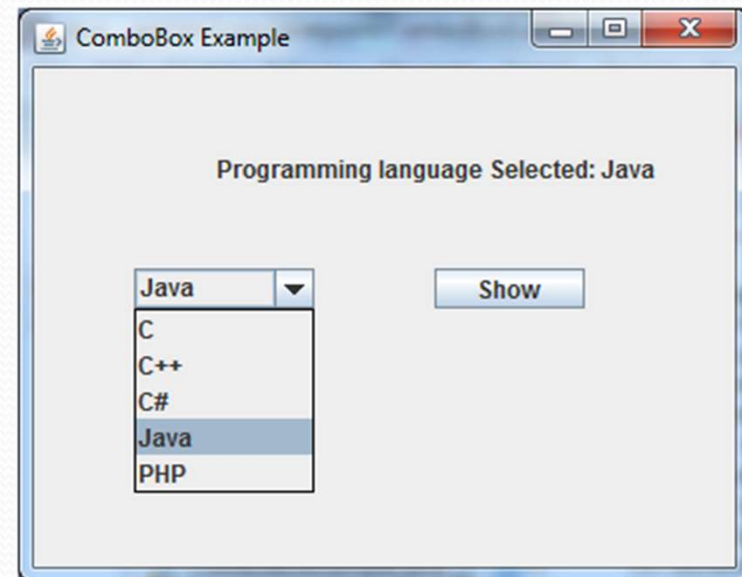 ComboBox Example
Programming language Selected: Java
Java
Show
C
C++
C#
Java
PHP